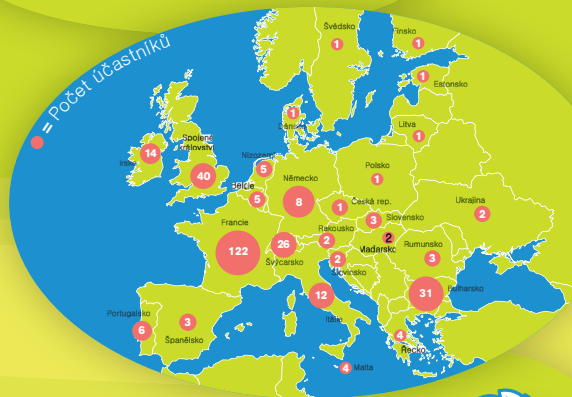 = Počet účastníků
Švédsko
1
Finsko
1
1
Estonsko
1
Dánsko
Litva
1
Spojené
království
14
Irsko
40
Nizozemí
5
Belgie
5
Německo
8
Polsko
1
1
Česká rep.
3
Slovensko
Ukrajina
2
Francie
122
26
Švýcarsko
Rakousko
2
2
Maďarsko
2
Slovinsko
Rumunsko
3
12
Itálie
31
Bulharsko
Portugalsko
6
3
Španělsko
4
Řecko
4
Malta